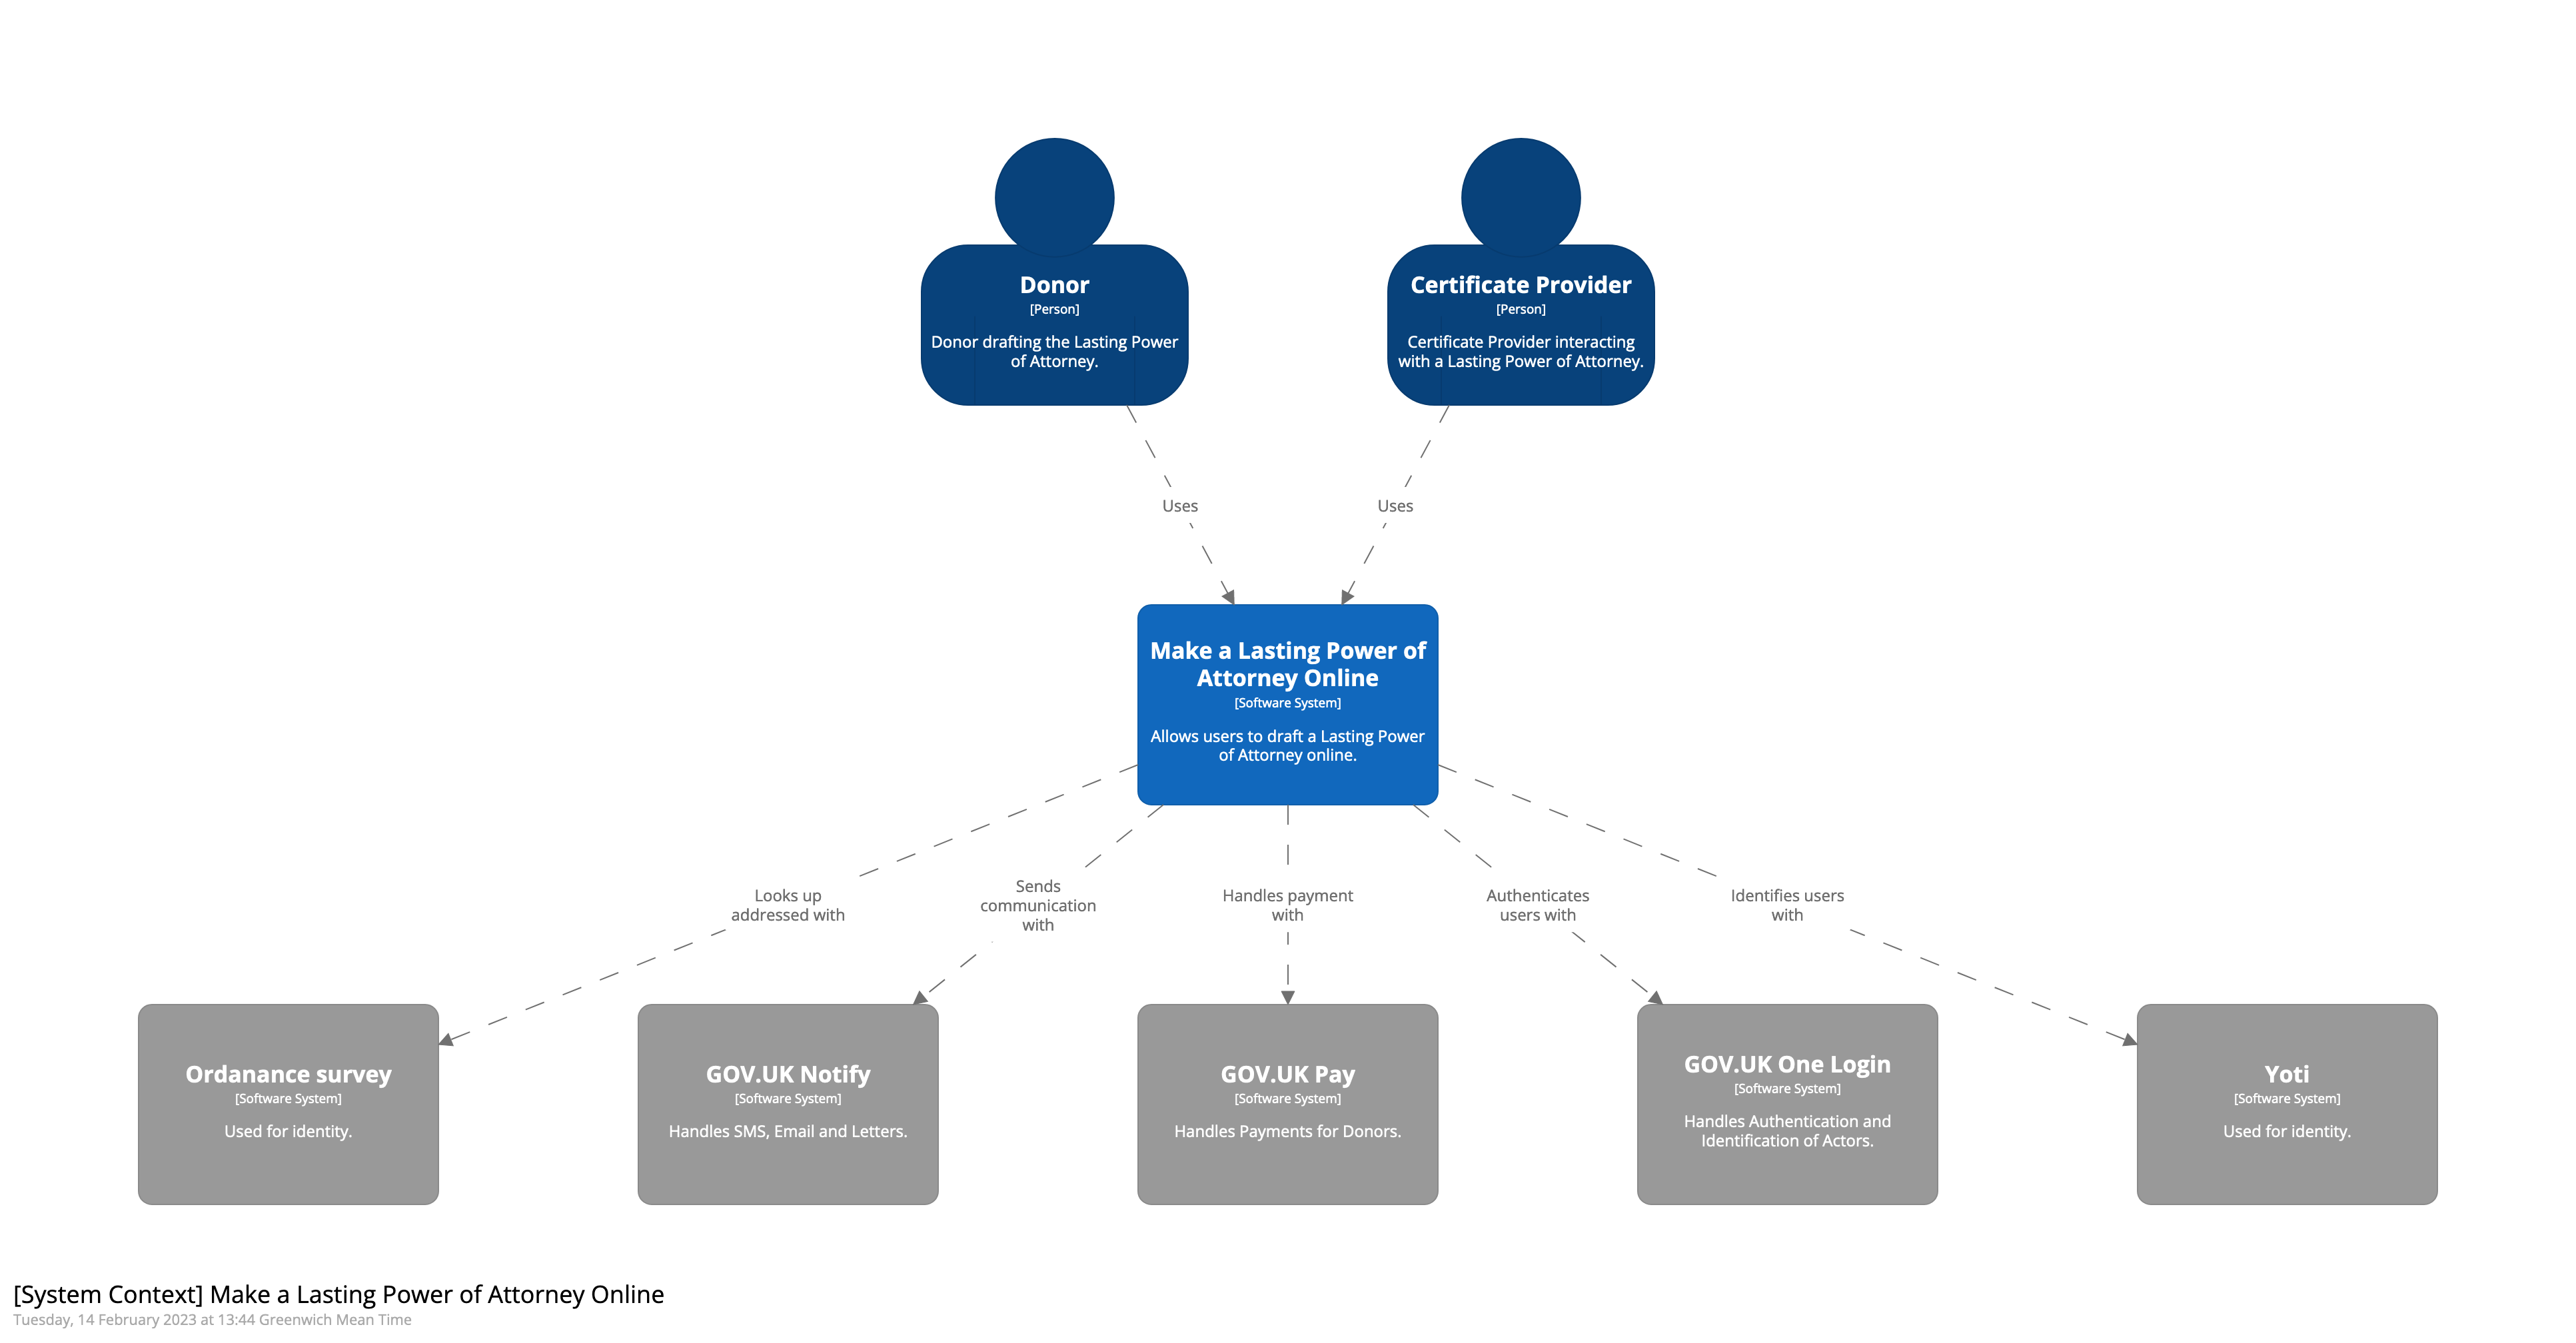 Donor
[Person]
Donor drafting the Lasting Power
of Attorney.
Certificate Provider
[Person]
Certificate Provider interacting
with a Lasting Power of Attorney.
Uses
Uses
Make a Lasting Power of
Attorney Online
[Software System]
Allows users to draft a Lasting Power
of Attorney online.
Looks up
addressed with
Sends
communication
with
Handles payment
with
Authenticates
users with
Identifies users
with
Ordanance survey
[Software System]
Used for identity.
GOV.UK Notify
[Software System]
Handles SMS, Email and Letters.
GOV.UK Pay
[Software System]
Handles Payments for Donors.
GOV.UK One Login
[Software System]
Handles Authentication and
Identification of Actors.
Yoti
[Software System]
Used for identity.
[System Context] Make a Lasting Power of Attorney Online
Tuesday, 14 February 2023 at 13:44 Greenwich Mean Time